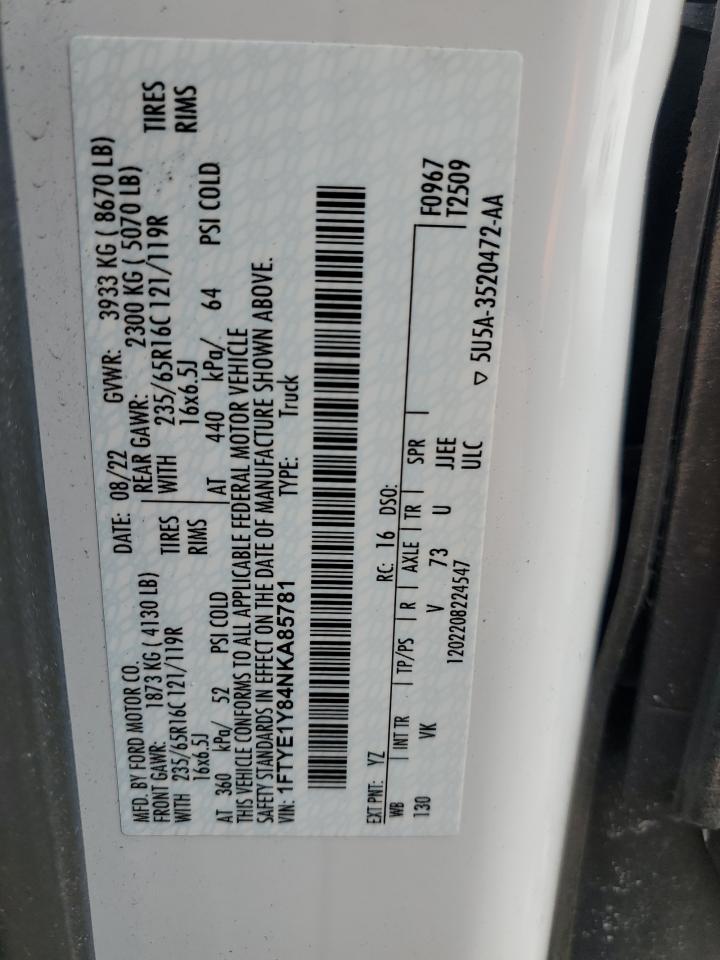 MFD. BY FORD MOTOR CO. DATE: 08/22 GVWR: 3933 KG ( 8670 LB)
FRONT GAWR: 1873 KG ( 4130 LB) REAR GAWR: 2300 KG ( 5070 LB)
WITH 235/65R16C 121/119R TIRES WITH 235/65R16C 121/119R TIRES
16x6.5J RIMS 16x6.5J RIMS
AT 360 kPa/ 52 PSI COLD AT 440 kPa/ 64 PSI COLD
THIS VEHICLE CONFORMS TO ALL APPLICABLE FEDERAL MOTOR VEHICLE
SAFETY STANDARDS IN EFFECT ON THE DATE OF MANUFACTURE SHOWN ABOVE.
VIN: 1FTYE1Y84NKA85781 TYPE: Truck
EXT PNT: YZ RC: 16 DSO:
WB INT TR TP/PS R AXLE TR SPR F0967
130 VK V 73 U JJEE T2509
1202208224547 ULC
▽ 5U5A-3520472-AA